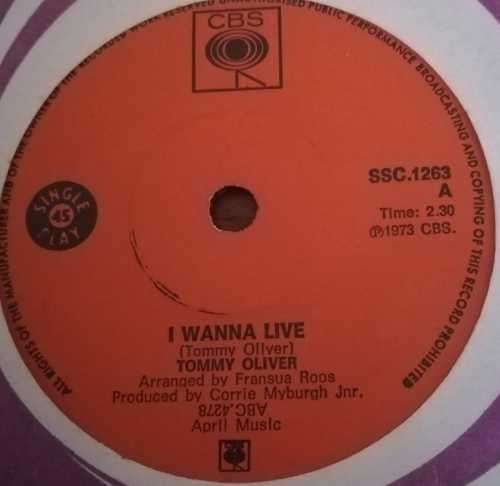 ALL RIGHTS OF THE MANUFACTURER AND OF THE OWNER OF THE RECORDED WORK RESERVED UNAUTHORISED PUBLIC PERFORMANCE BROADCASTING AND COPYING OF THIS RECORD PROHIBITED
CBS
SSC.1263
A
Time: 2.30
Ⓟ1973 CBS.
SINGLE
45
PLAY
I WANNA LIVE
(Tommy Oliver)
TOMMY OLIVER
Arranged by Fransua Roos
Produced by Corrie Myburgh Jnr.
ABC.4278
April Music